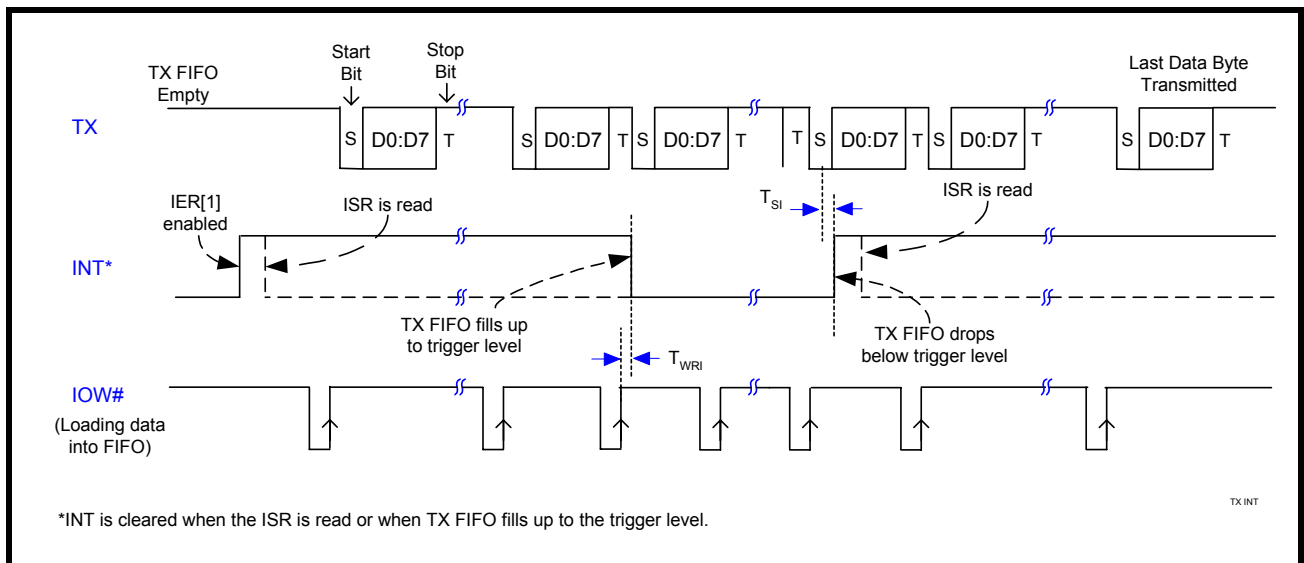 Start
Bit
Stop
Bit
TX FIFO
Empty
Last Data Byte
Transmitted
TX
S D0:D7 T S D0:D7 T S D0:D7 T T S D0:D7 T S D0:D7 T S D0:D7 T
IER[1]
enabled
ISR is read
TSI
ISR is read
INT*
TX FIFO fills up
to trigger level
TX FIFO drops
below trigger level
TWRI
IOW#
(Loading data
into FIFO)
*INT is cleared when the ISR is read or when TX FIFO fills up to the trigger level.
TX INT